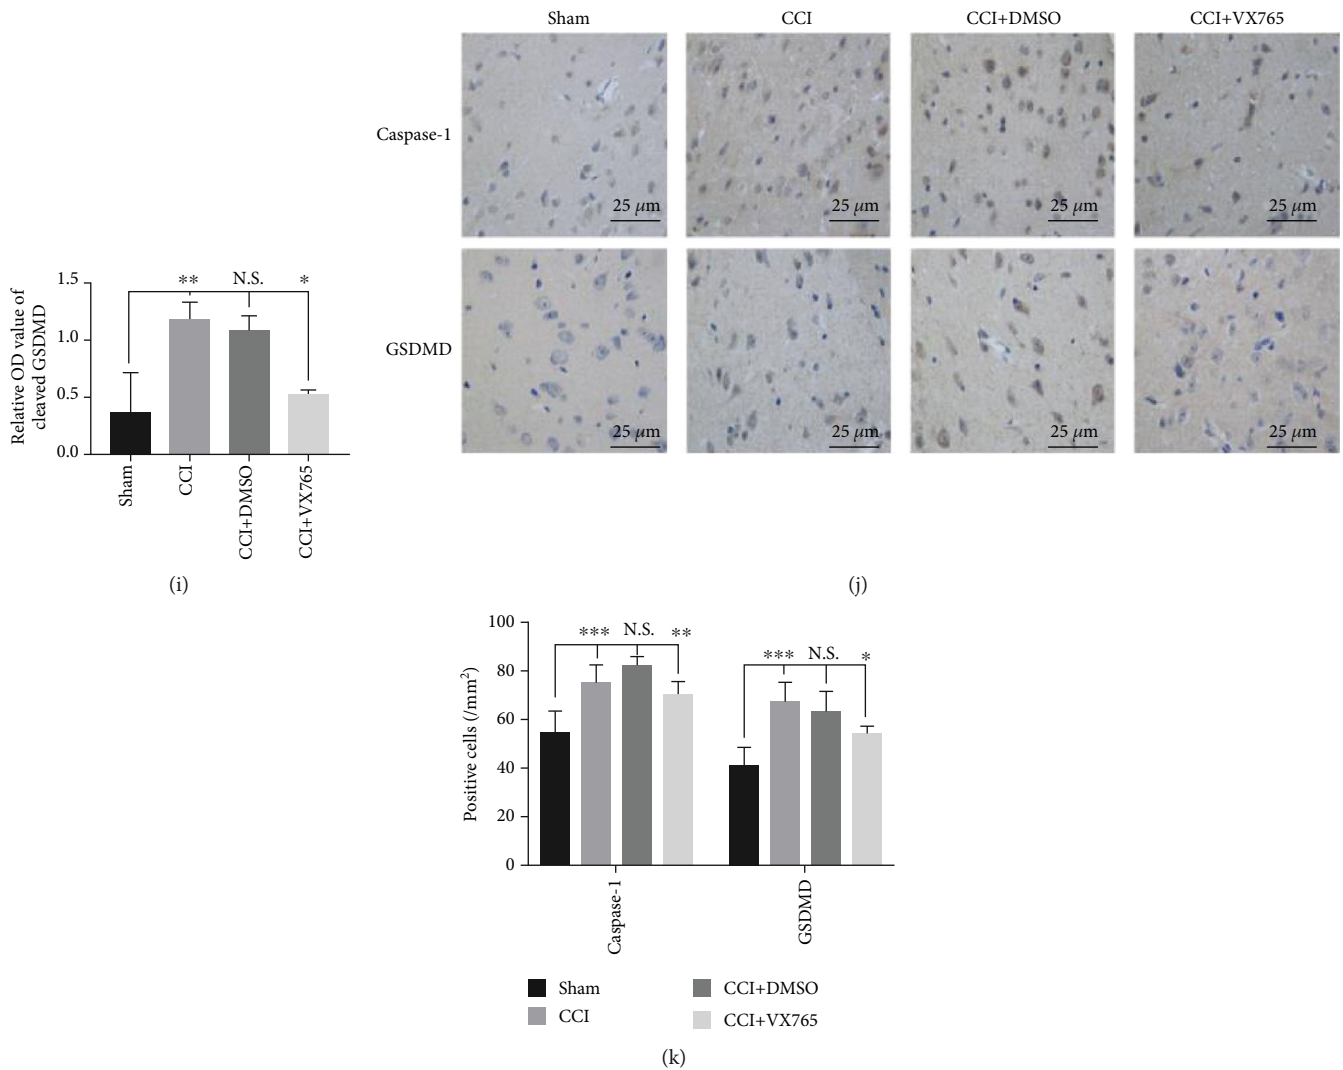 Sham CCI CCI+DMSO CCI+VX765
Caspase-1
25 μm 25 μm 25 μm 25 μm
GSDMD
25 μm 25 μm 25 μm 25 μm
Relative OD value of
cleaved GSDMD
1.5
1.0
0.5
0.0
** N.S. *
Sham
CCI
CCI+DMSO
CCI+VX765
(i)
(j)
Positive cells (/mm²)
100
80
60
40
20
0
*** N.S. **
*** N.S. *
Caspase-1
GSDMD
Sham
CCI
CCI+DMSO
CCI+VX765
(k)